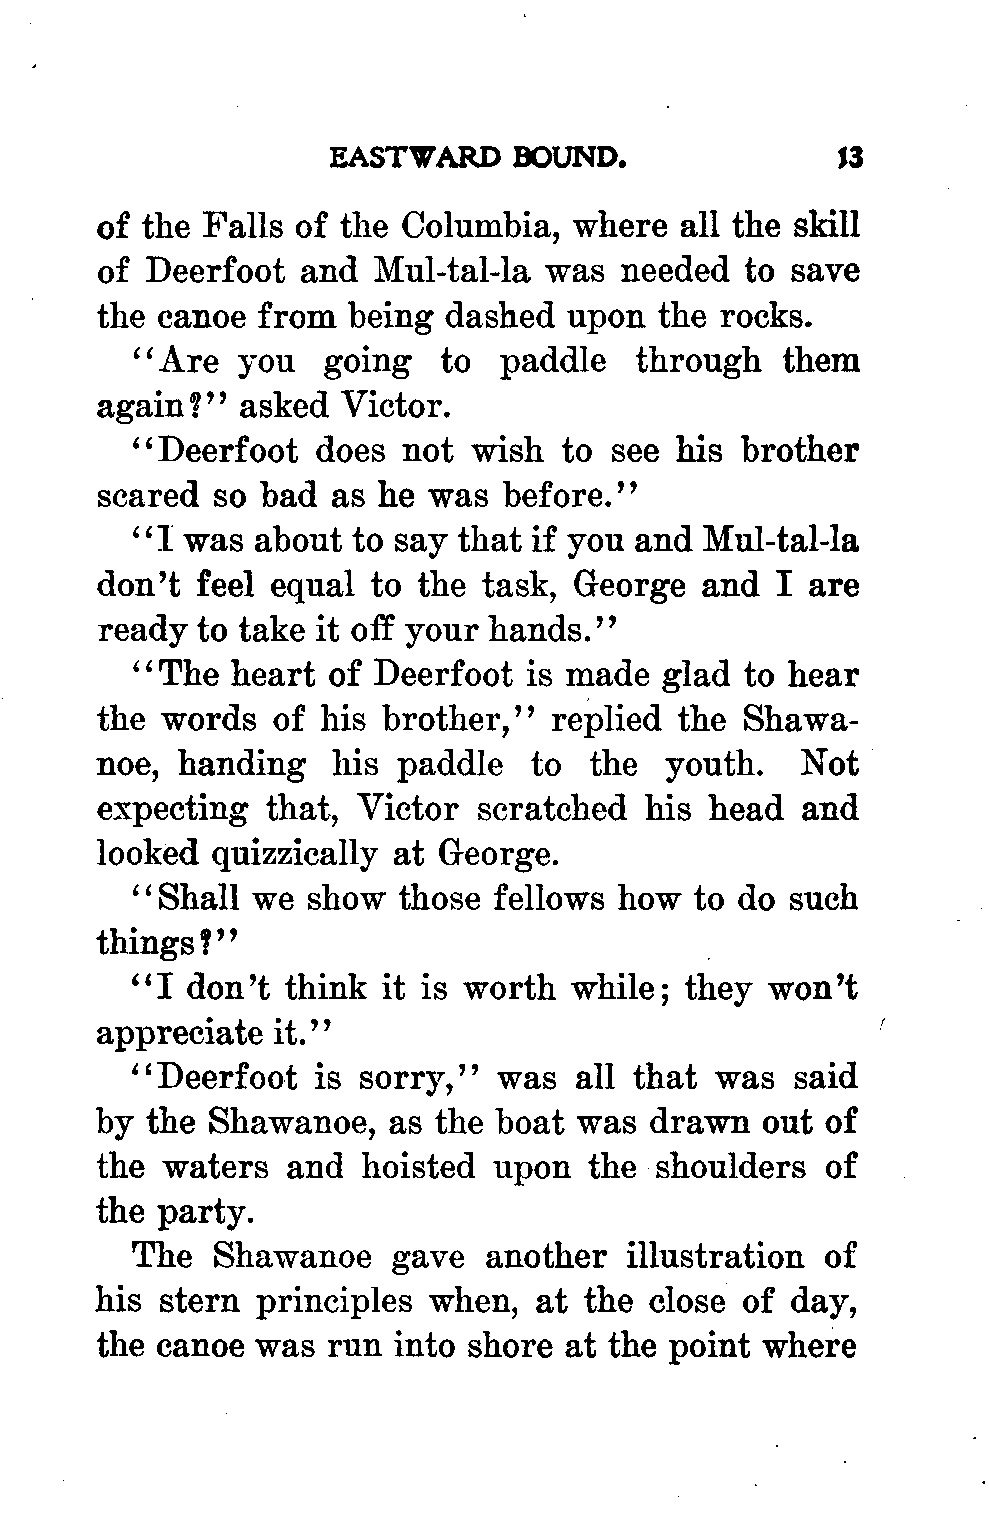 EASTWARD BOUND. 13
of the Falls of the Columbia, where all the skill
of Deerfoot and Mul-tal-la was needed to save
the canoe from being dashed upon the rocks.
"Are you going to paddle through them
again?" asked Victor.
"Deerfoot does not wish to see his brother
scared so bad as he was before."
"I was about to say that if you and Mul-tal-la
don't feel equal to the task, George and I are
ready to take it off your hands."
"The heart of Deerfoot is made glad to hear
the words of his brother," replied the Shawa-
noe, handing his paddle to the youth. Not
expecting that, Victor scratched his head and
looked quizzically at George.
"Shall we show those fellows how to do such
things?"
"I don't think it is worth while; they won't
appreciate it."
"Deerfoot is sorry," was all that was said
by the Shawanoe, as the boat was drawn out of
the waters and hoisted upon the shoulders of
the party.
The Shawanoe gave another illustration of
his stern principles when, at the close of day,
the canoe was run into shore at the point where